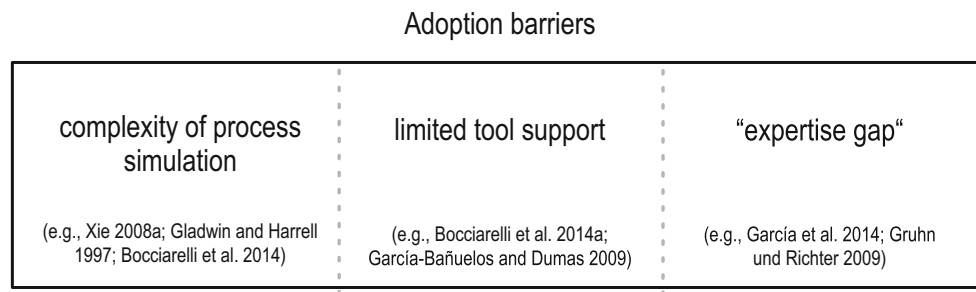 Adoption barriers
complexity of process
simulation
(e.g., Xie 2008a; Gladwin and Harrell
1997; Bocciarelli et al. 2014)
limited tool support
(e.g., Bocciarelli et al. 2014a;
García-Bañuelos and Dumas 2009)
“expertise gap“
(e.g., García et al. 2014; Gruhn
und Richter 2009)